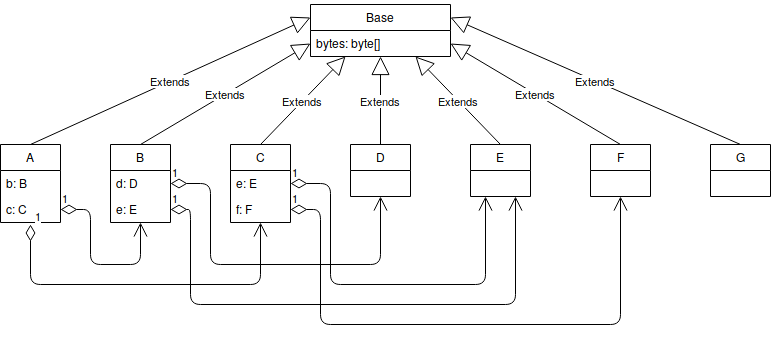 Base
bytes: byte[]
Extends
Extends
Extends
Extends
Extends
Extends
Extends
A
b: B
c: C
1
1
B
d: D
e: E
1
1
C
e: E
f: F
1
1
D
E
F
G